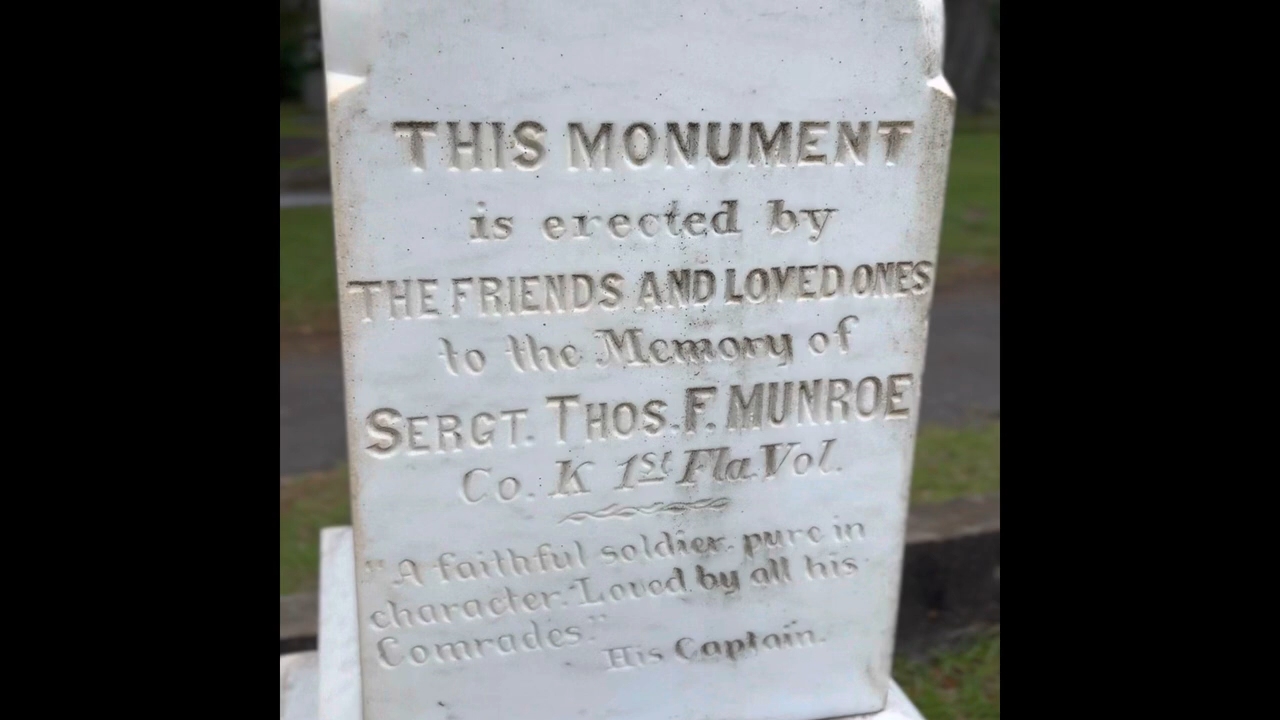 THIS MONUMENT
is erected by
THE FRIENDS AND LOVED ONES
to the Memory of
SERGT. THOS. F. MUNROE
Co. K 1st Fla. Vol.
"A faithful soldier, pure in
character. Loved by all his
Comrades."
His Captain.